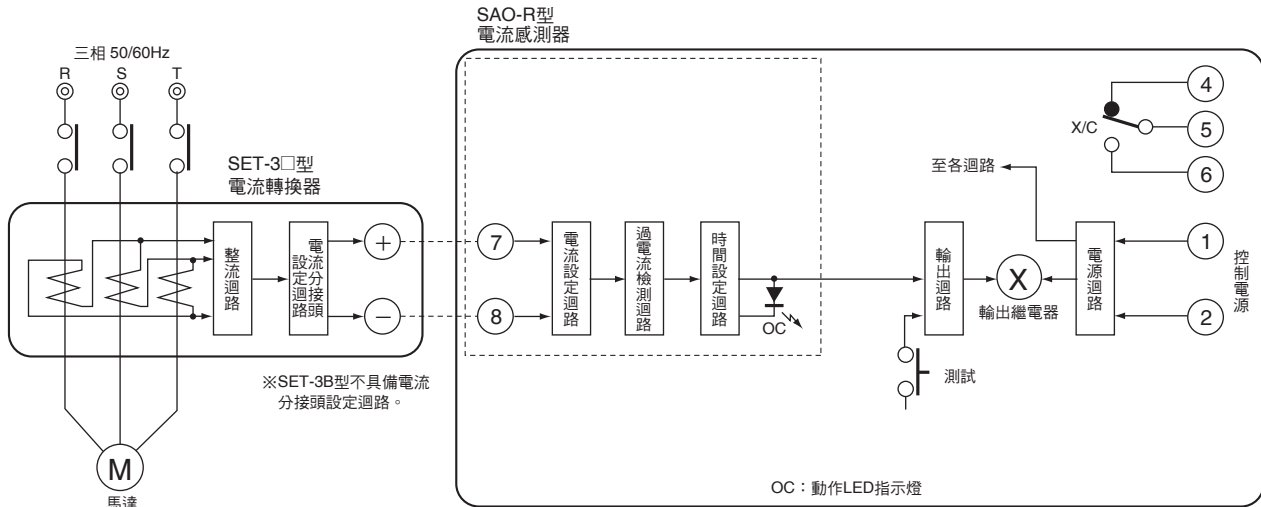 SAO-R型
電流感測器
三相 50/60Hz
R S T
SET-3□型
電流轉換器
整流迴路
電流分接頭
設定迴路
+
−
※SET-3B型不具備電流
分接頭設定迴路。
M
馬達
7
8
電流設定迴路
過電流檢測迴路
時間設定迴路
OC
輸出迴路
X
輸出繼電器
電源迴路
至各迴路
測試
X/C
4
5
6
1
2
控制電源
OC：動作LED指示燈